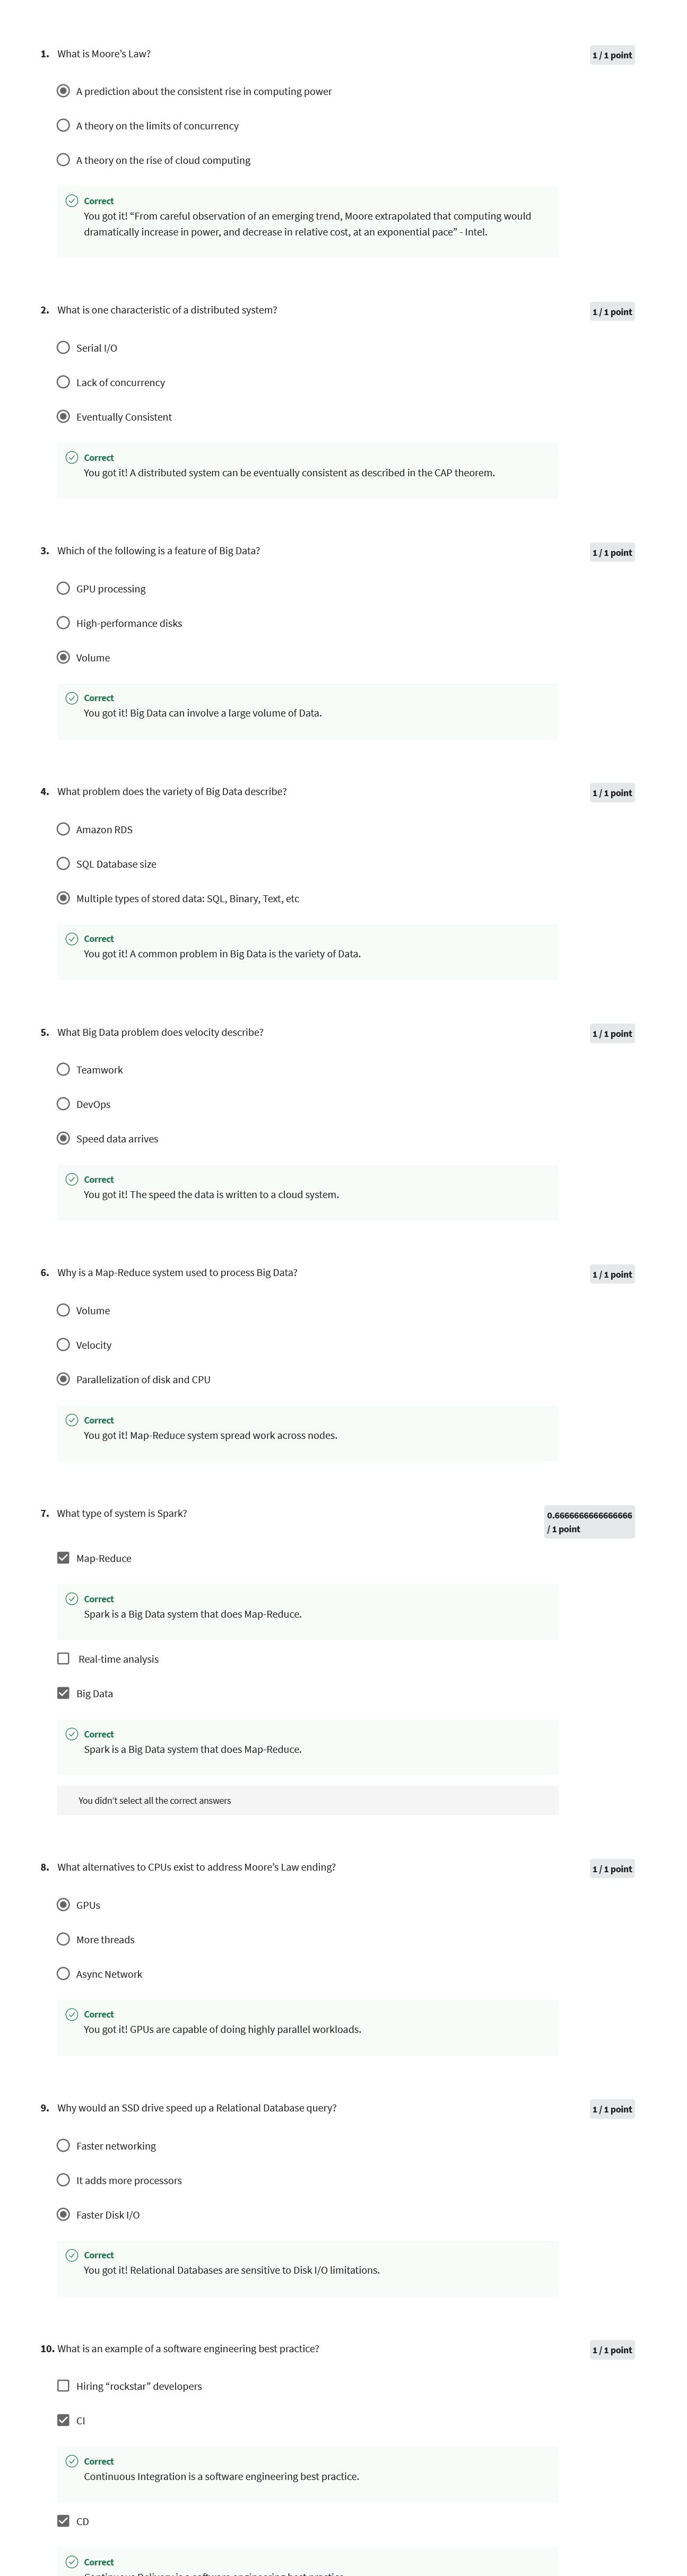 1. What is Moore’s Law?
1 / 1 point
A prediction about the consistent rise in computing power
A theory on the limits of concurrency
A theory on the rise of cloud computing
Correct
You got it! “From careful observation of an emerging trend, Moore extrapolated that computing would
dramatically increase in power, and decrease in relative cost, at an exponential pace” - Intel.
2. What is one characteristic of a distributed system?
1 / 1 point
Serial I/O
Lack of concurrency
Eventually Consistent
Correct
You got it! A distributed system can be eventually consistent as described in the CAP theorem.
3. Which of the following is a feature of Big Data?
1 / 1 point
GPU processing
High-performance disks
Volume
Correct
You got it! Big Data can involve a large volume of Data.
4. What problem does the variety of Big Data describe?
1 / 1 point
Amazon RDS
SQL Database size
Multiple types of stored data: SQL, Binary, Text, etc
Correct
You got it! A common problem in Big Data is the variety of Data.
5. What Big Data problem does velocity describe?
1 / 1 point
Teamwork
DevOps
Speed data arrives
Correct
You got it! The speed the data is written to a cloud system.
6. Why is a Map-Reduce system used to process Big Data?
1 / 1 point
Volume
Velocity
Parallelization of disk and CPU
Correct
You got it! Map-Reduce system spread work across nodes.
7. What type of system is Spark?
0.6666666666666666
/ 1 point
Map-Reduce
Correct
Spark is a Big Data system that does Map-Reduce.
Real-time analysis
Big Data
Correct
Spark is a Big Data system that does Map-Reduce.
You didn’t select all the correct answers
8. What alternatives to CPUs exist to address Moore’s Law ending?
1 / 1 point
GPUs
More threads
Async Network
Correct
You got it! GPUs are capable of doing highly parallel workloads.
9. Why would an SSD drive speed up a Relational Database query?
1 / 1 point
Faster networking
It adds more processors
Faster Disk I/O
Correct
You got it! Relational Databases are sensitive to Disk I/O limitations.
10. What is an example of a software engineering best practice?
1 / 1 point
Hiring “rockstar” developers
CI
Correct
Continuous Integration is a software engineering best practice.
CD
Correct